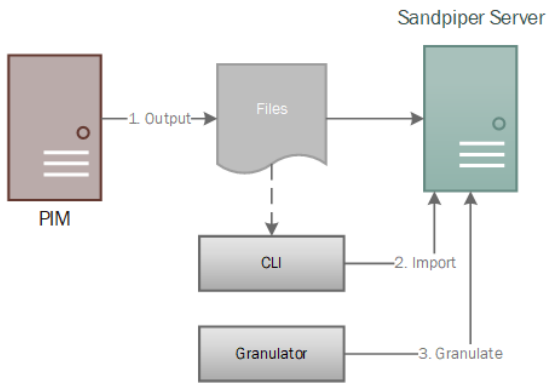 Sandpiper Server
1. Output
Files
PIM
CLI
2. Import
Granulator
3. Granulate